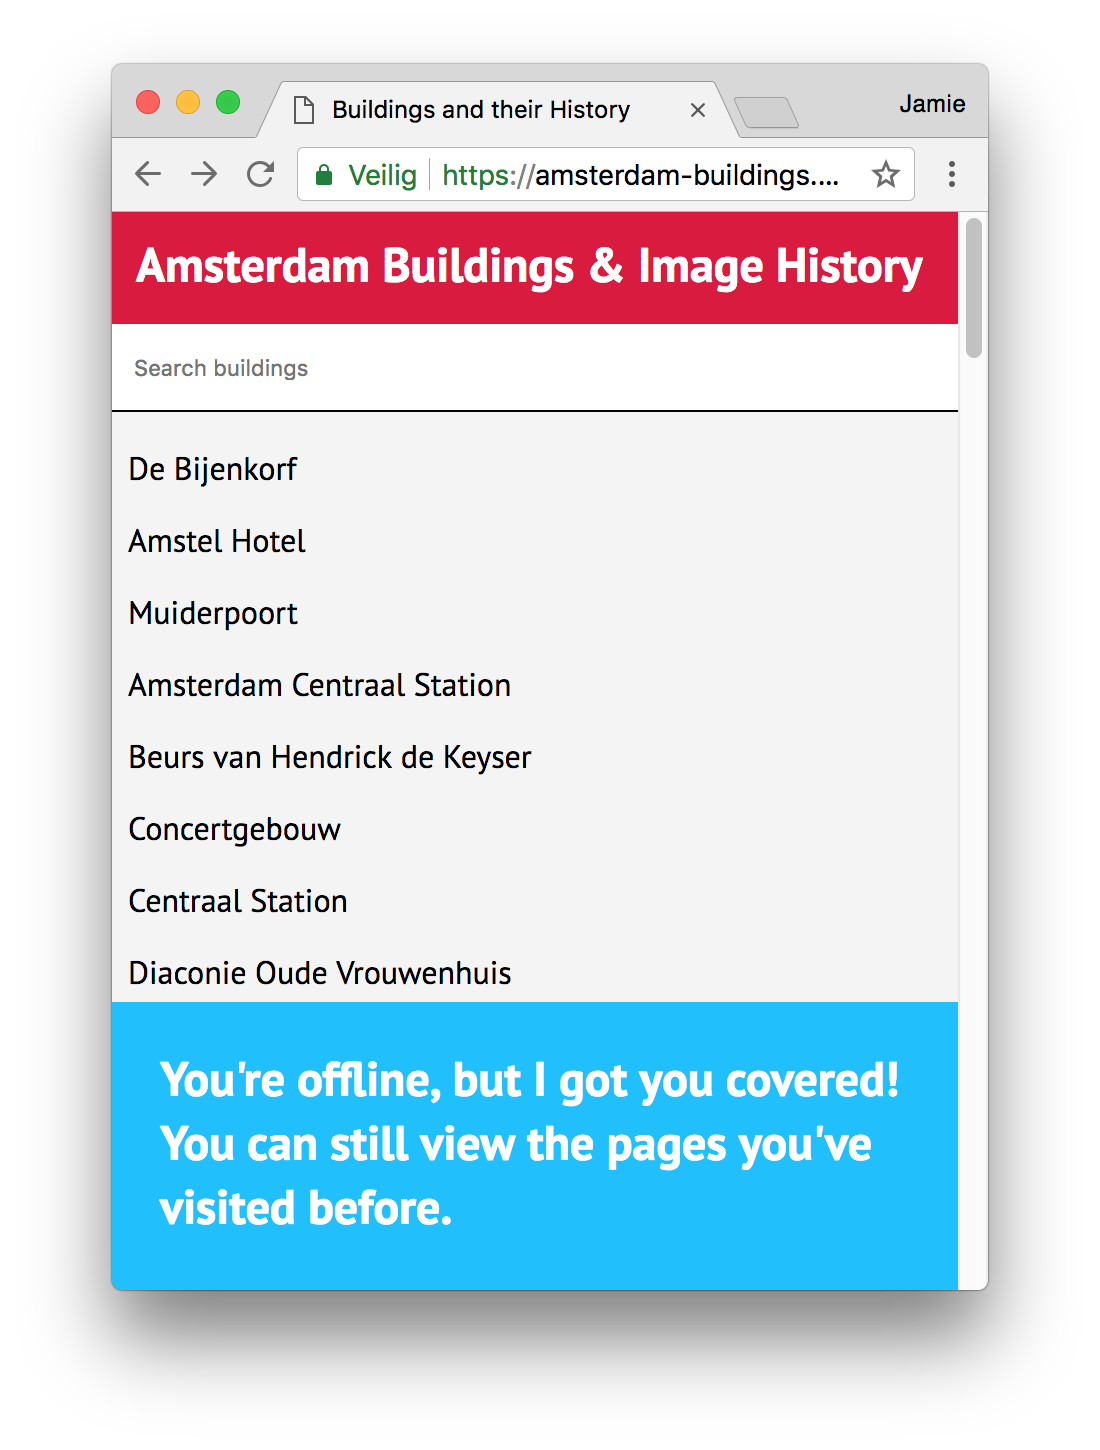 Buildings and their History
Jamie
Veilig
https://amsterdam-buildings....
Amsterdam Buildings & Image History
Search buildings
De Bijenkorf
Amstel Hotel
Muiderpoort
Amsterdam Centraal Station
Beurs van Hendrick de Keyser
Concertgebouw
Centraal Station
Diaconie Oude Vrouwenhuis
You're offline, but I got you covered!
You can still view the pages you've
visited before.